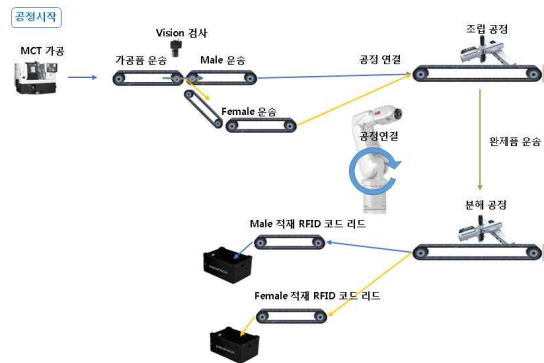 공정시작
Vision 검사
MCT 가공
가공품 운송
Male 운송
공정 연결
조립 공정
Female 운송
공정연결
완제품 운송
분해 공정
Male 적재 RFID 코드 리드
Female 적재 RFID 코드 리드